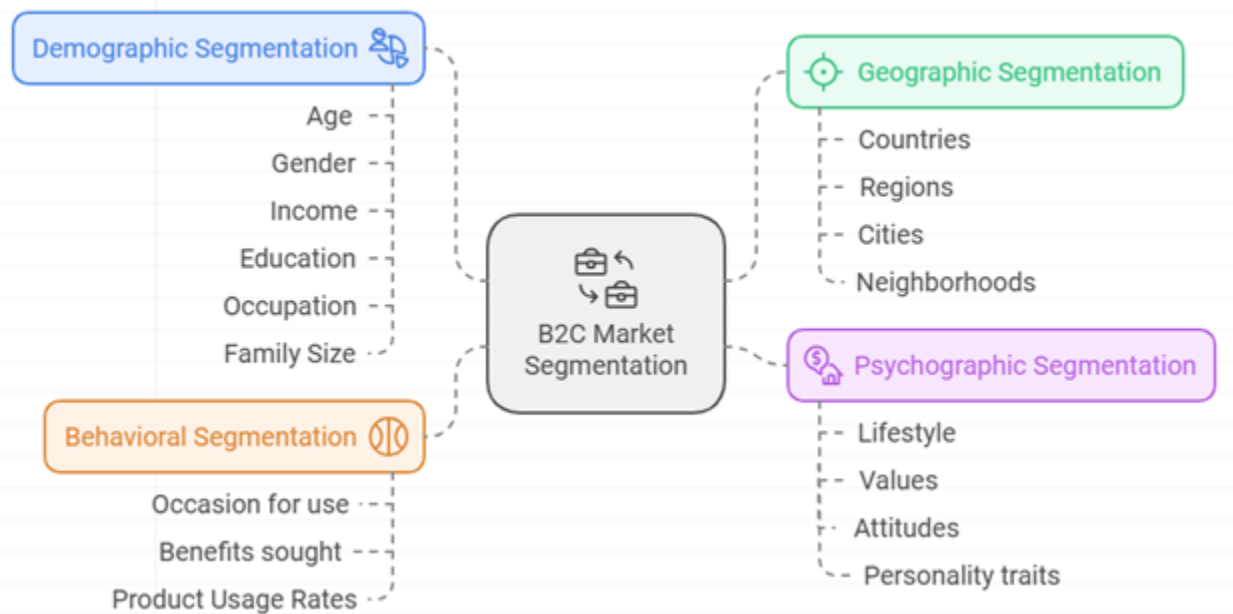 Demographic Segmentation
Age
Gender
Income
Education
Occupation
Family Size
Behavioral Segmentation
Occasion for use
Benefits sought
Product Usage Rates
B2C Market
Segmentation
Geographic Segmentation
Countries
Regions
Cities
Neighborhoods
Psychographic Segmentation
Lifestyle
Values
Attitudes
Personality traits